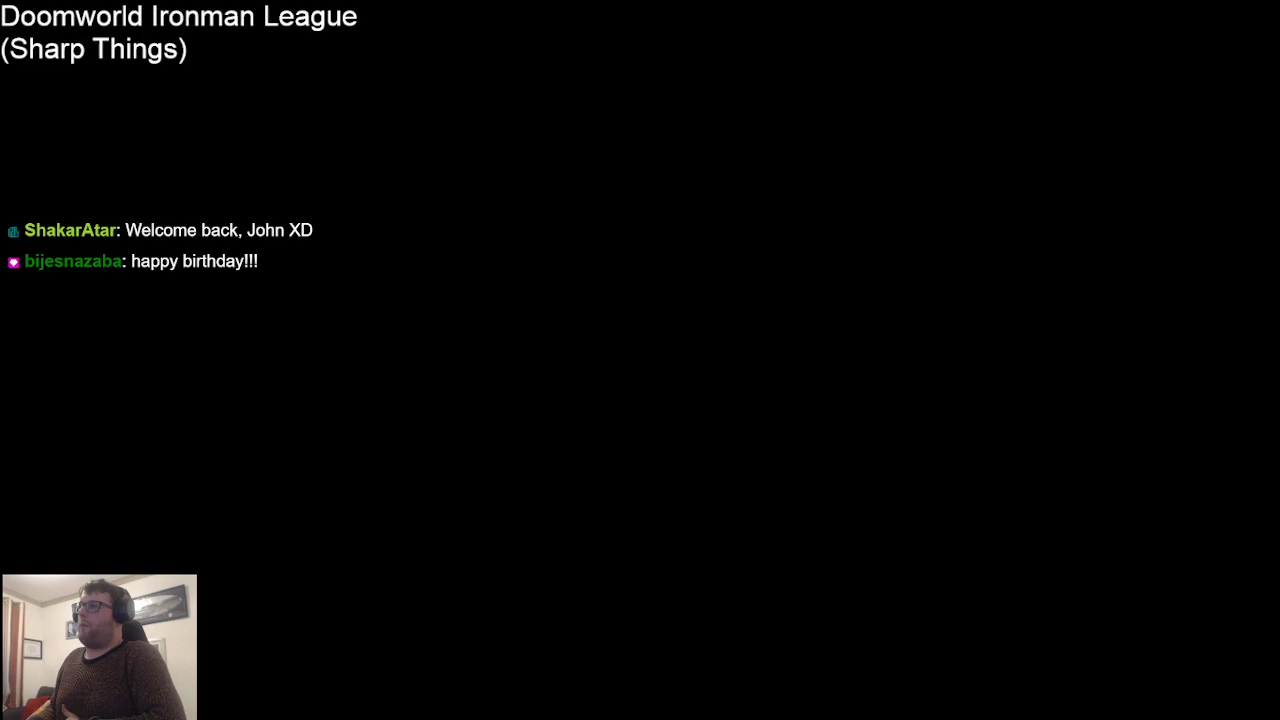 Doomworld Ironman League
(Sharp Things)
ShakarAtar: Welcome back, John XD
bijesnazaba: happy birthday!!!